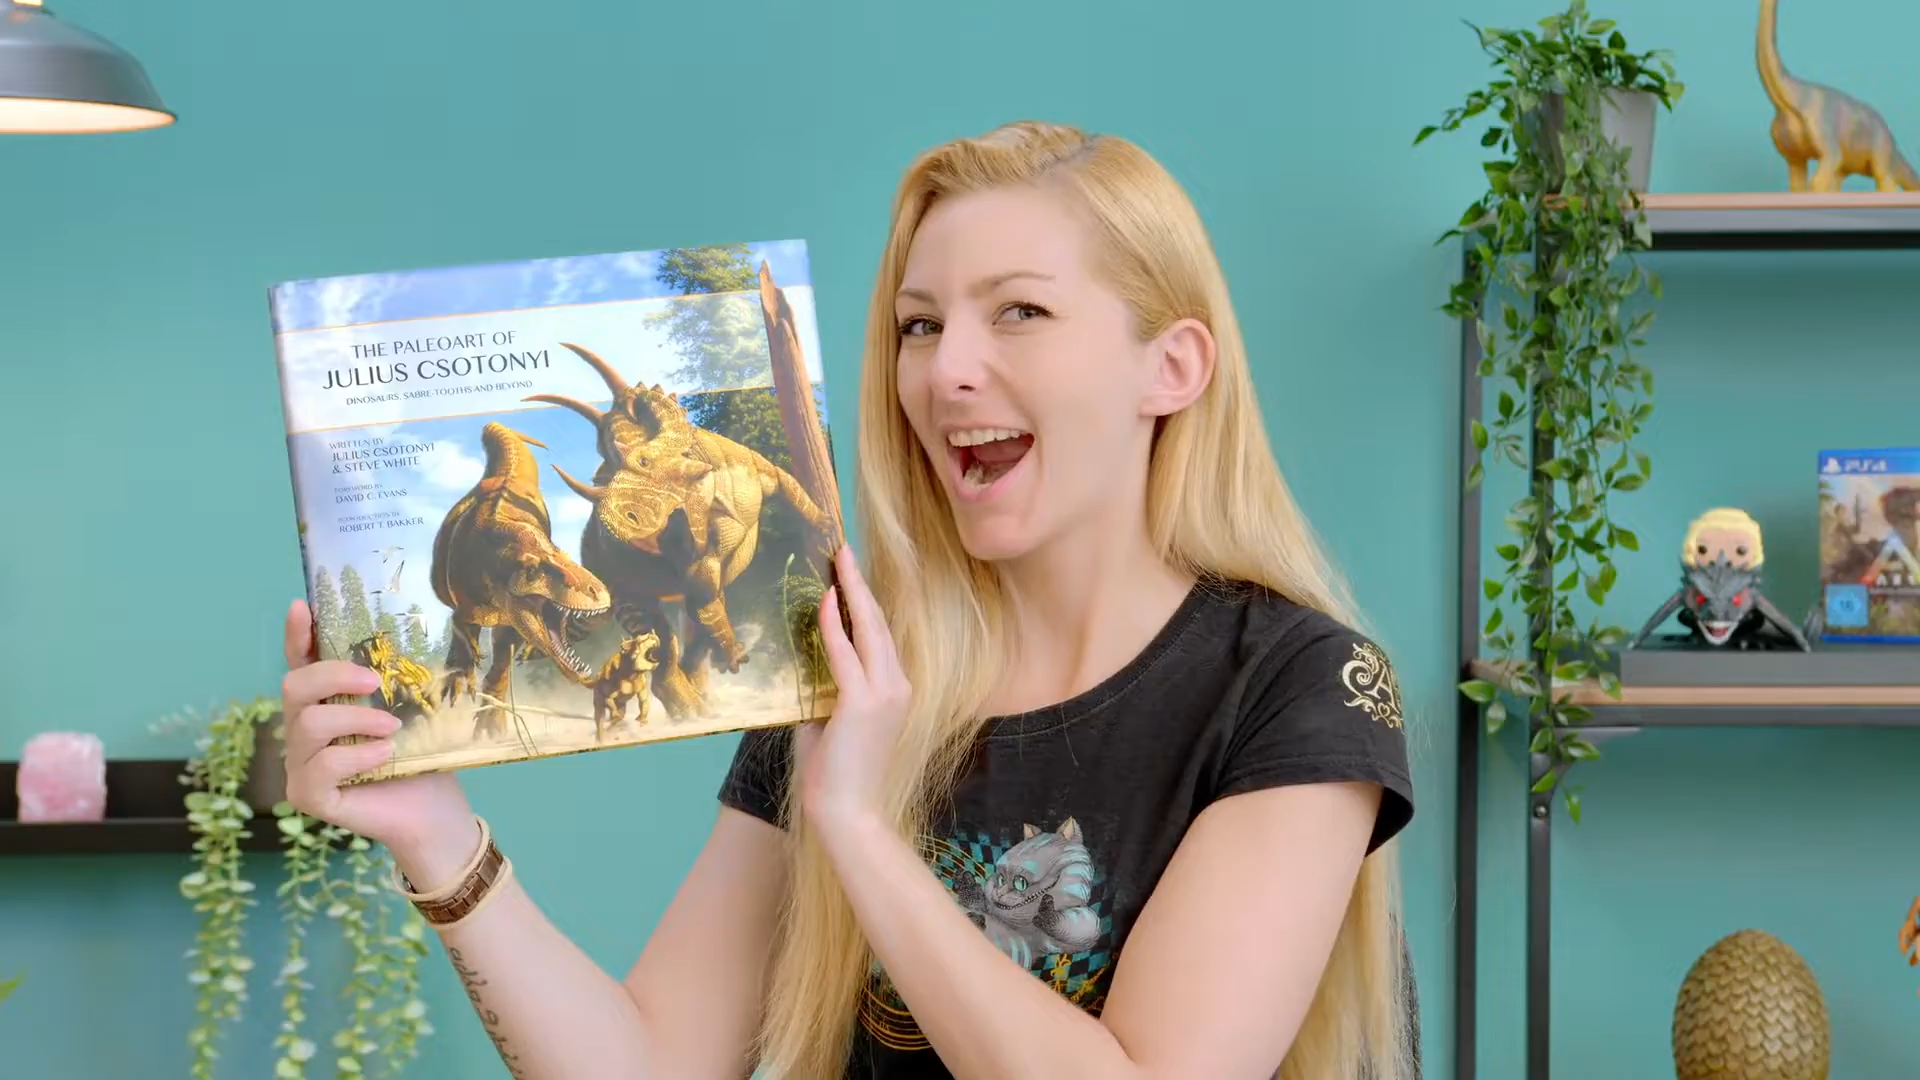 THE PALEOART OF
JULIUS CSOTONYI
DINOSAURS, SABRE-TOOTHS AND BEYOND
WRITTEN BY
JULIUS CSOTONYI
& STEVE WHITE
FOREWORD BY
DAVID C. EVANS
INTRODUCTION BY
ROBERT T. BAKKER
PS4
16